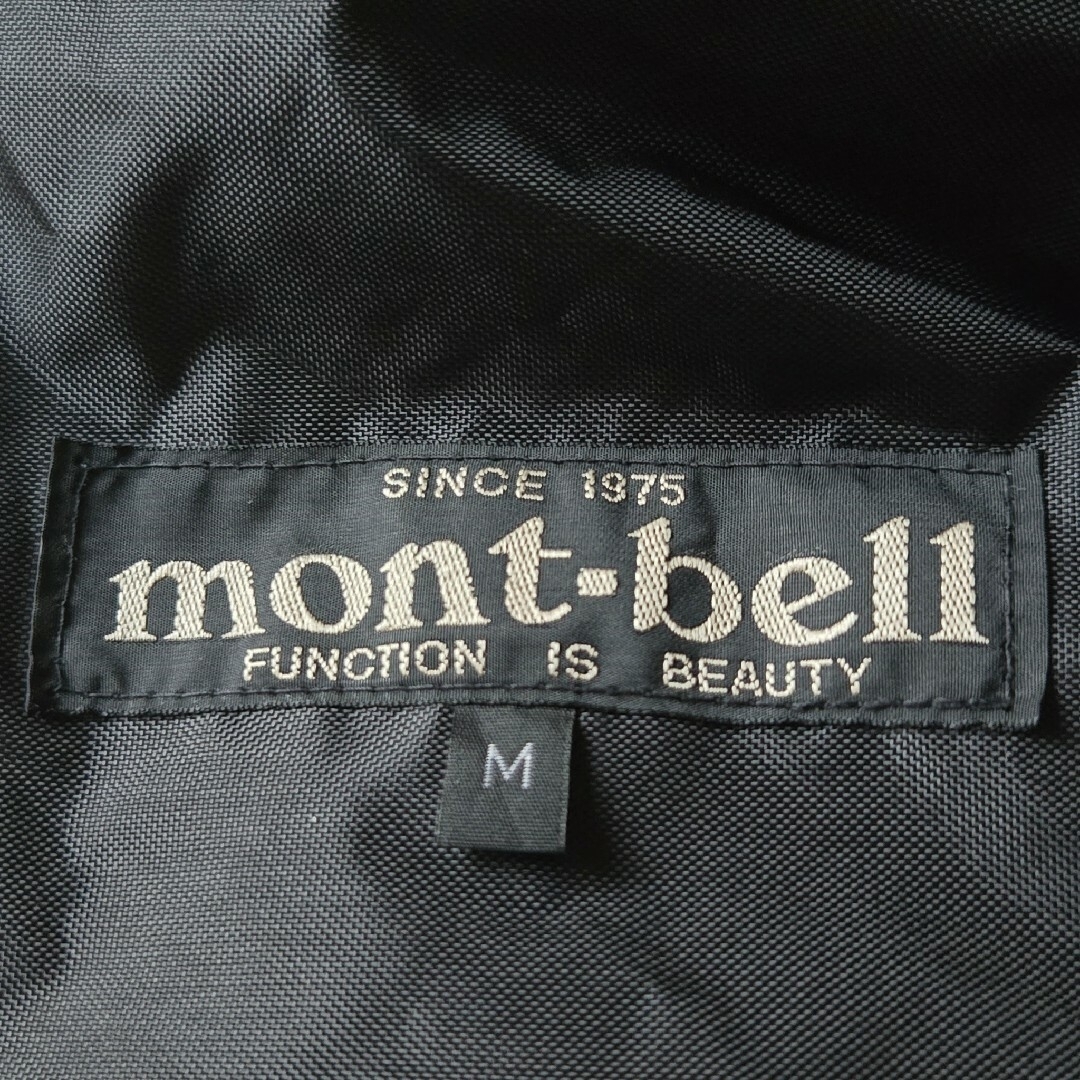 SINCE 1975
mont-bell
FUNCTION IS BEAUTY
M